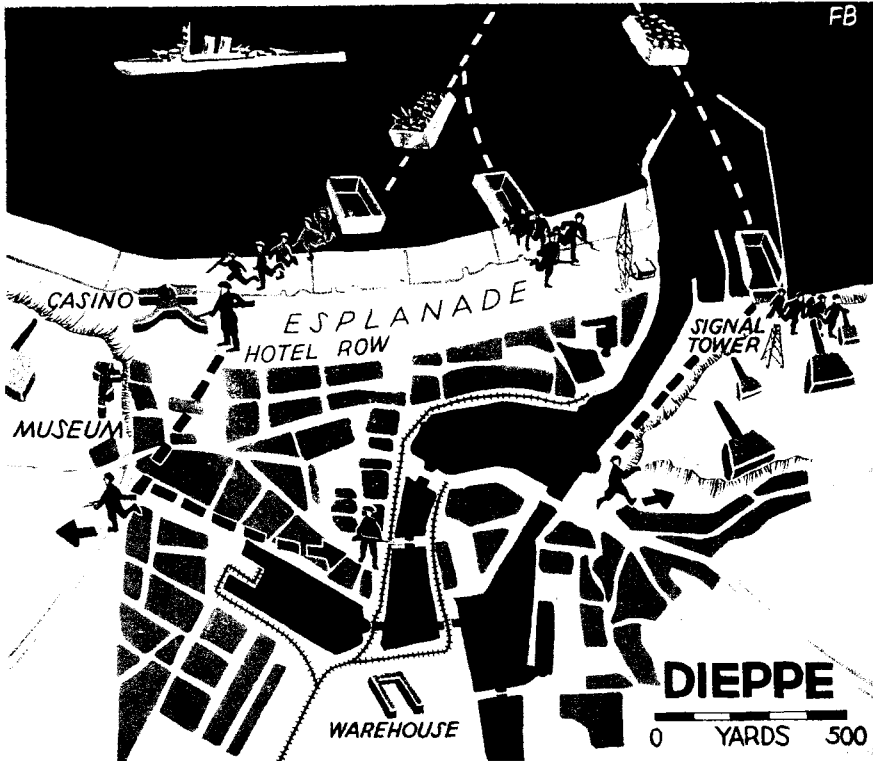 FB
CASINO
ESPLANADE
HOTEL ROW
SIGNAL
TOWER
MUSEUM
DIEPPE
0 YARDS 500
WAREHOUSE